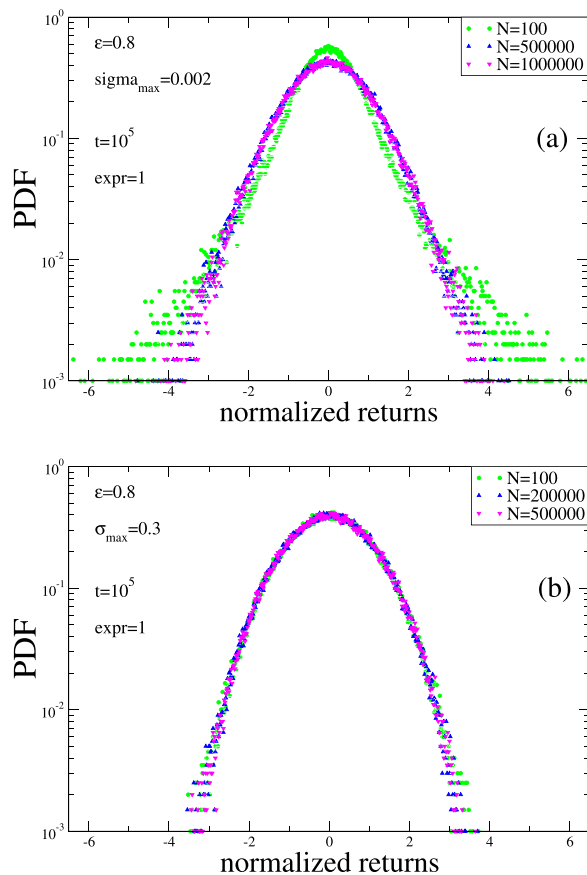 10^0
ε=0.8
N=100
N=500000
N=1000000
sigma_max=0.002
10^-1
(a)
t=10^5
expr=1
PDF
10^-2
10^-3
-6 -4 -2 0 2 4 6
normalized returns
10^0
ε=0.8
N=100
N=200000
N=500000
σ_max=0.3
10^-1
(b)
t=10^5
expr=1
PDF
10^-2
10^-3
-6 -4 -2 0 2 4 6
normalized returns